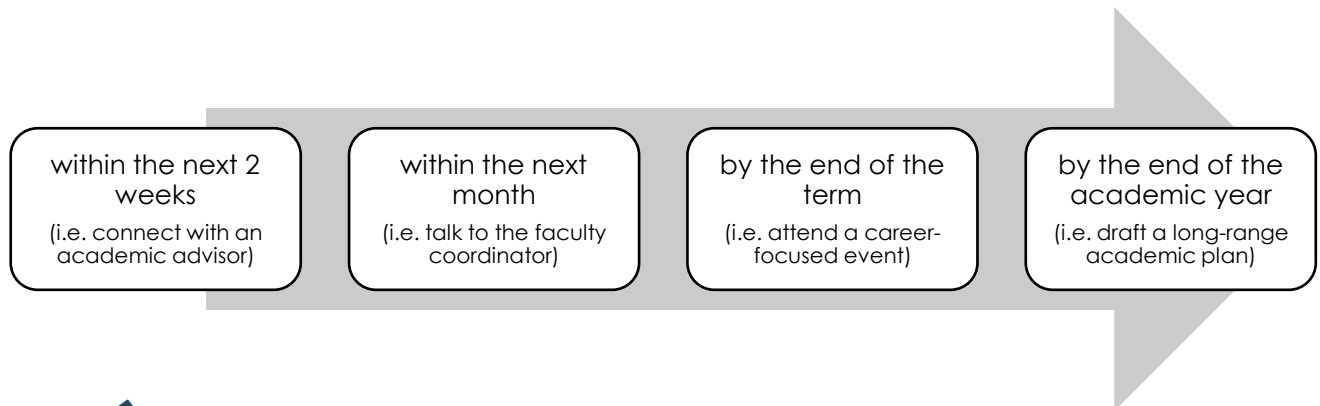 within the next 2
weeks
(i.e. connect with an
academic advisor)
within the next
month
(i.e. talk to the faculty
coordinator)
by the end of the
term
(i.e. attend a career-
focused event)
by the end of the
academic year
(i.e. draft a long-range
academic plan)